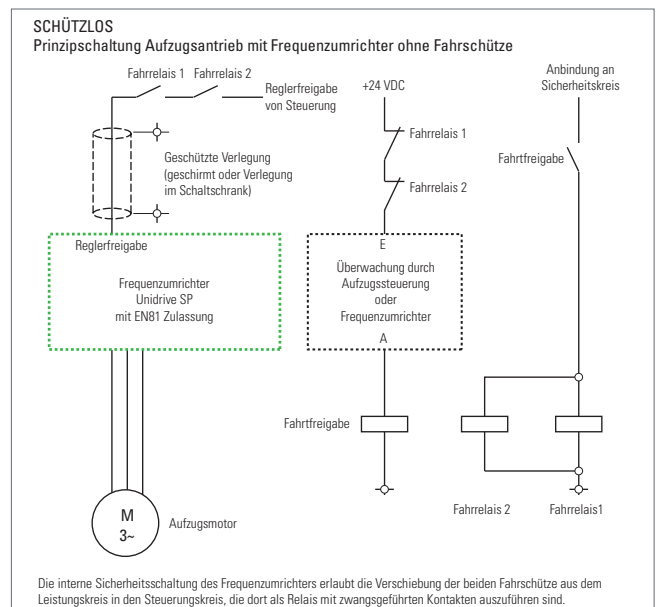 SCHÜTZLOS
Prinzipschaltung Aufzugsantrieb mit Frequenzumrichter ohne Fahrschütze
Fahrrelais 1
Fahrrelais 2
Reglerfreigabe
von Steuerung
Geschützte Verlegung
(geschirmt oder Verlegung
im Schaltschrank)
Reglerfreigabe
Frequenzumrichter
Unidrive SP
mit EN81 Zulassung
M
3~
Aufzugsmotor
+24 VDC
Fahrrelais 1
Fahrrelais 2
E
Überwachung durch
Aufzugssteuerung
oder
Frequenzumrichter
A
Fahrtfreigabe
Anbindung an
Sicherheitskreis
Fahrtfreigabe
Fahrrelais 2
Fahrrelais1
Die interne Sicherheitsschaltung des Frequenzumrichters erlaubt die Verschiebung der beiden Fahrschütze aus dem
Leistungskreis in den Steuerungskreis, die dort als Relais mit zwangsgeführten Kontakten auszuführen sind.